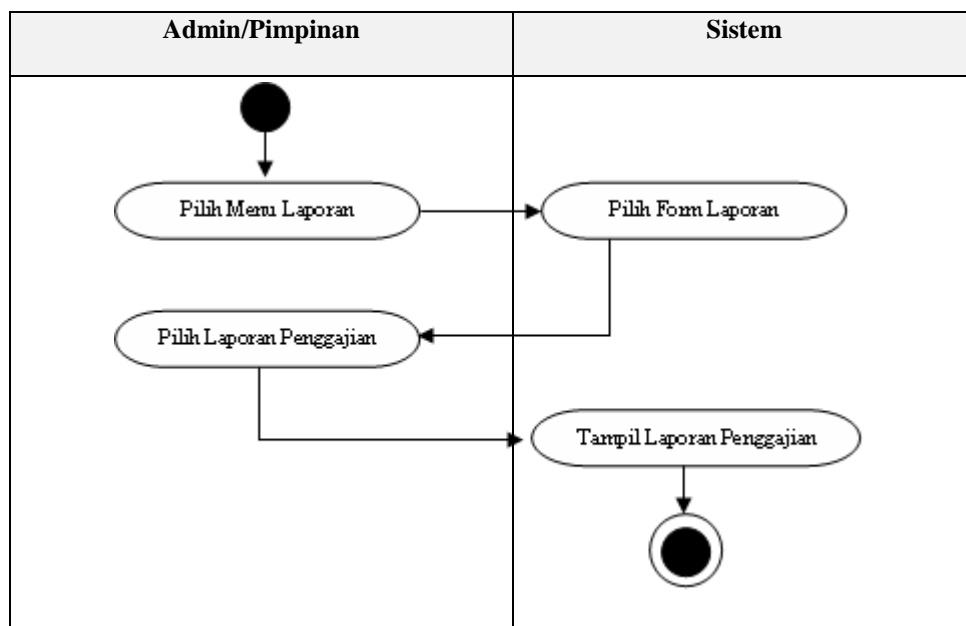 Admin/Pimpinan
Sistem
Pilih Menu Laporan
Pilih Form Laporan
Pilih Laporan Penggajian
Tampil Laporan Penggajian